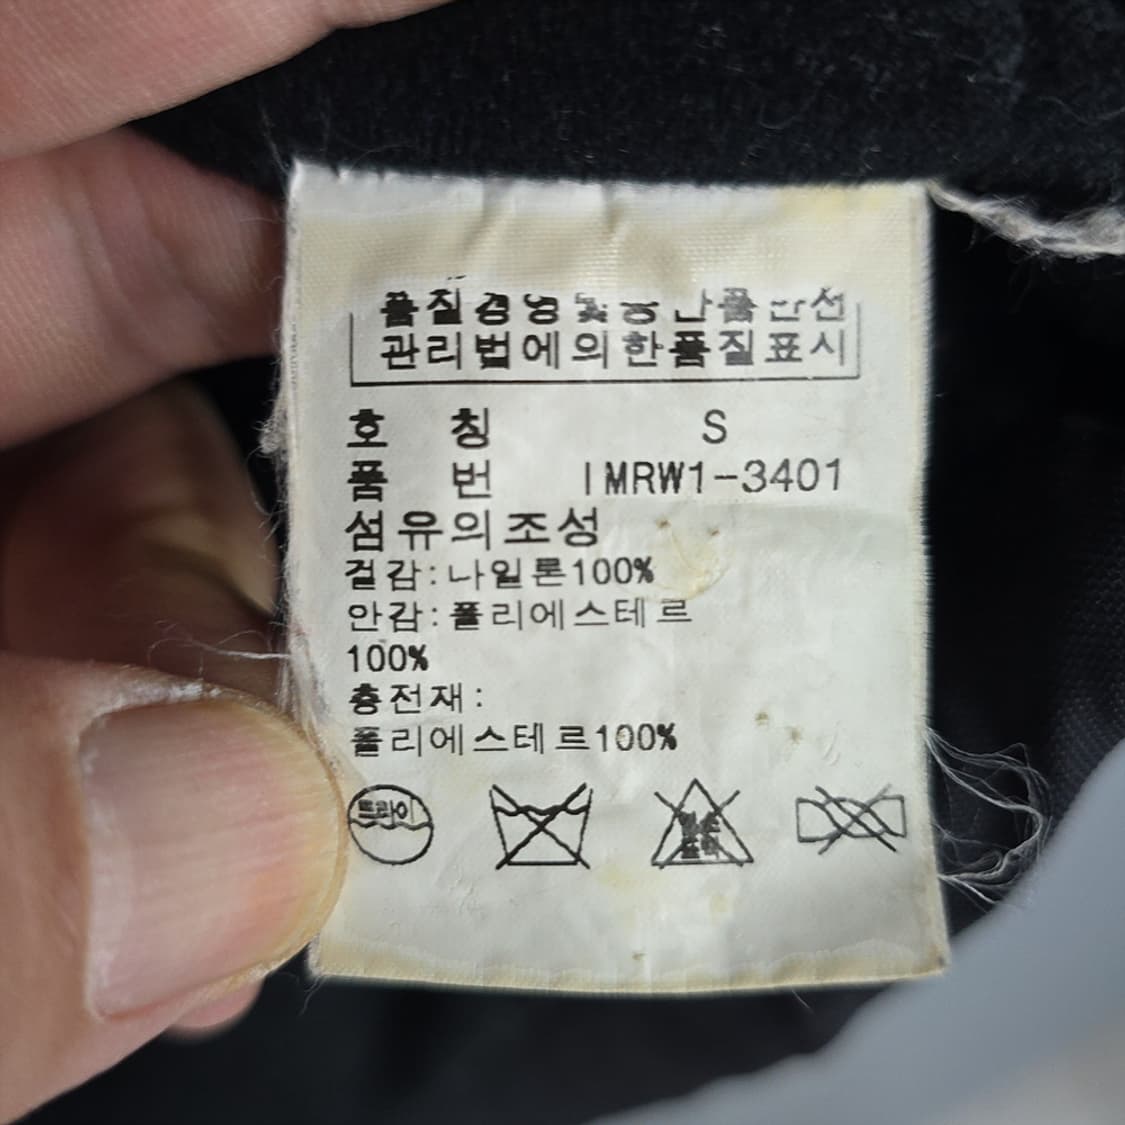 품질경영및공산품안전
관리법에의한품질표시
호 칭 S
품 번 IMRW1-3401
섬유의조성
겉감:나일론100%
안감:폴리에스테르
100%
충전재:
폴리에스테르100%
드라이